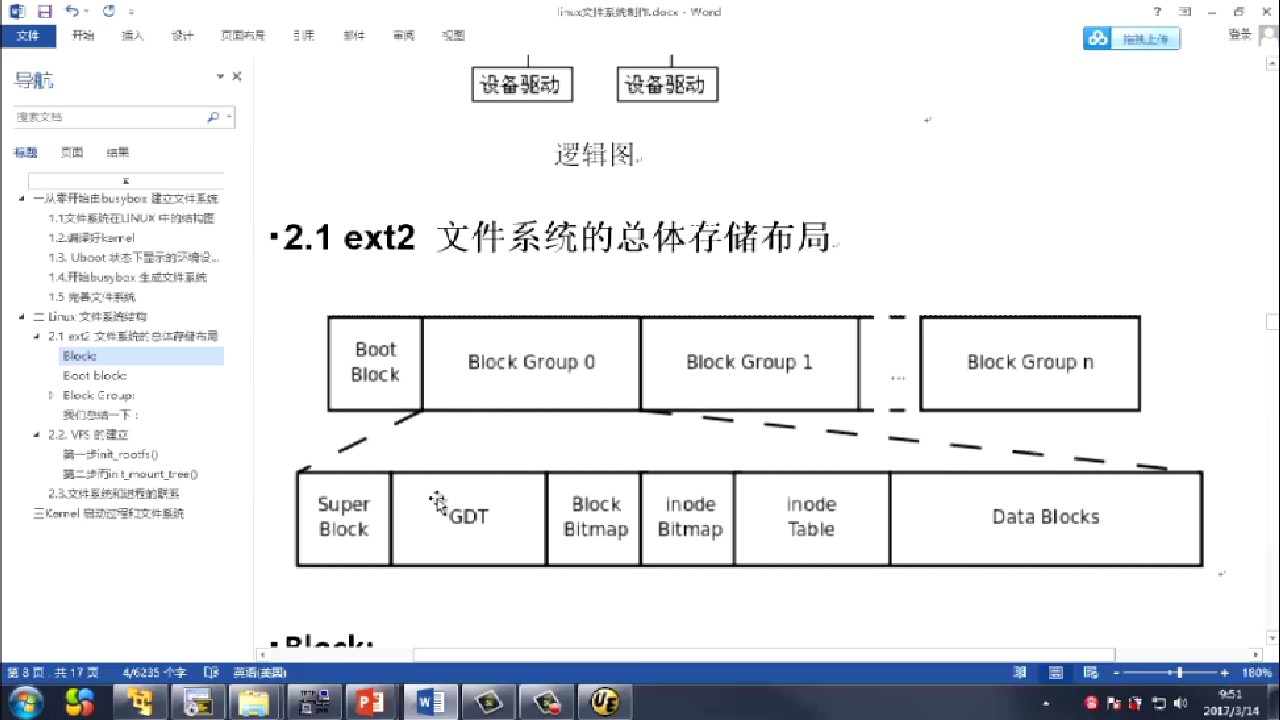 linux文件系统制作.docx - Word
文件 开始 插入 设计 页面布局 引用 邮件 审阅 视图
拖拽上传
登录
导航
搜索文档
标题 页面 结果
一从零开始由busybox 建立文件系统
1.1文件系统在LINUX 中的结构图
1.2.编译好kernel
1.3. Uboot 状态下显示的环境设...
1.4.开始busybox 生成文件系统
1.5 完善文件系统
二 Linux 文件系统结构
2.1 ext2 文件系统的总体存储布局
Block:
Boot block:
Block Group:
我们总结一下：
2.2. VFS 的建立
第一步init_rootfs()
第二步而init_mount_tree()
2.3.文件系统和进程的联系
三Kernel 启动过程和文件系统
设备驱动 设备驱动
逻辑图
2.1 ext2 文件系统的总体存储布局
Boot Block
Block Group 0
Block Group 1
...
Block Group n
Super Block
GDT
Block Bitmap
inode Bitmap
inode Table
Data Blocks
Block:
第 8 页，共 17 页 4/6235 个字 英语(美国)
180%
9:51
2017/3/14